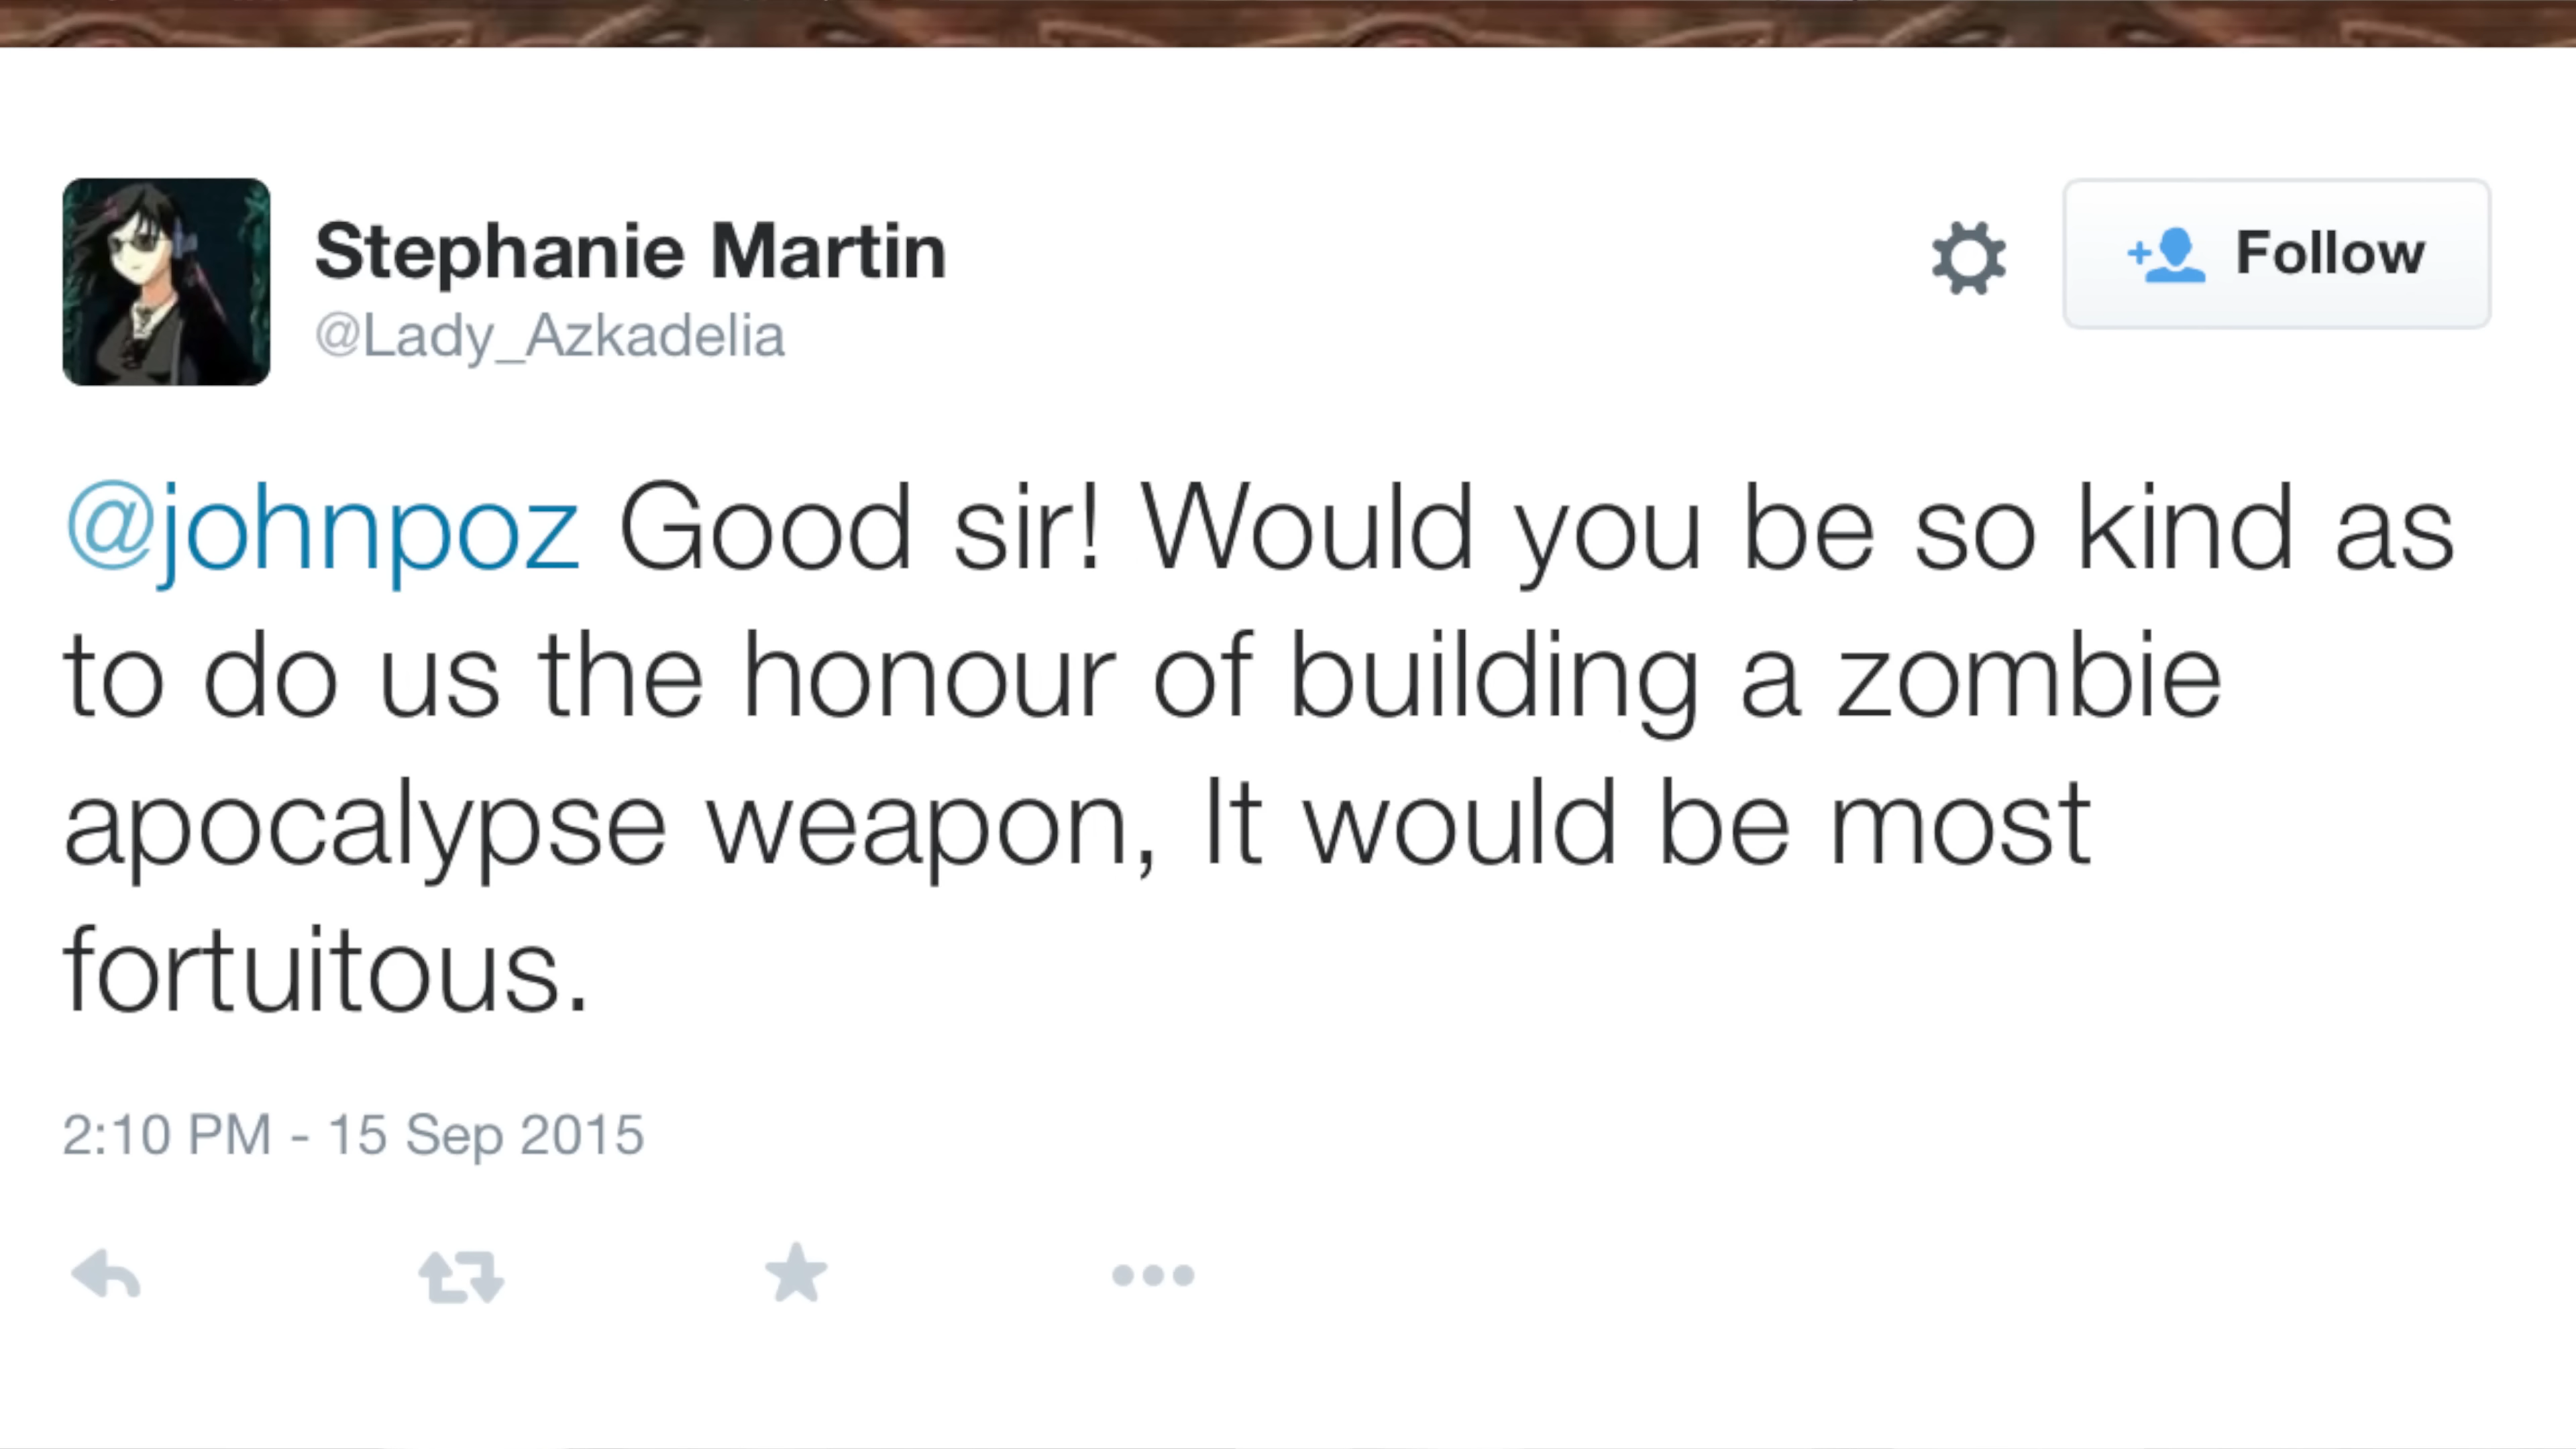 Stephanie Martin
@Lady_Azkadelia
Follow
@johnpoz Good sir! Would you be so kind as
to do us the honour of building a zombie
apocalypse weapon, It would be most
fortuitous.
2:10 PM - 15 Sep 2015